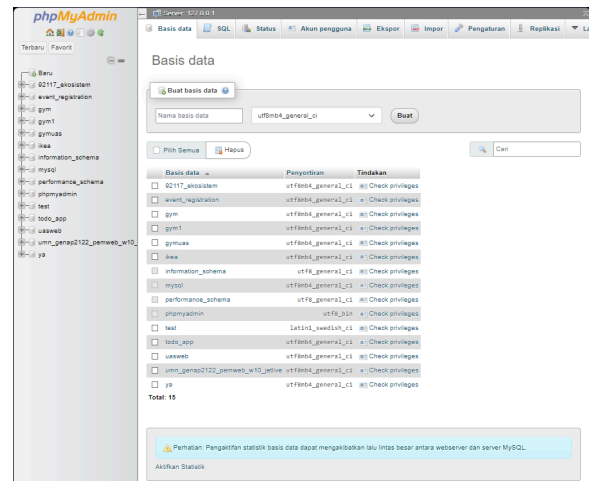 phpMyAdmin
Terbaru Favorit
Baru
92117_ekosistem
event_registration
gym
gym1
gymuas
ikea
information_schema
mysql
performance_schema
phpmyadmin
test
todo_app
uasweb
umn_genap2122_pemweb_w10_
ya
Server: 127.0.0.1
Basis data SQL Status Akun pengguna Ekspor Impor Pengaturan Replikasi
Basis data
Buat basis data
Nama basis data utf8mb4_general_ci Buat
Pilih Semua Hapus Cari
Basis data Penyortiran Tindakan
92117_ekosistem utf8mb4_general_ci Check privileges
event_registration utf8mb4_general_ci Check privileges
gym utf8mb4_general_ci Check privileges
gym1 utf8mb4_general_ci Check privileges
gymuas utf8mb4_general_ci Check privileges
ikea utf8mb4_general_ci Check privileges
information_schema utf8_general_ci Check privileges
mysql utf8mb4_general_ci Check privileges
performance_schema utf8_general_ci Check privileges
phpmyadmin utf8_bin Check privileges
test latin1_swedish_ci Check privileges
todo_app utf8mb4_general_ci Check privileges
uasweb utf8mb4_general_ci Check privileges
umn_genap2122_pemweb_w10_jetlive utf8mb4_general_ci Check privileges
ya utf8mb4_general_ci Check privileges
Total: 15
Perhatian: Pengaktifan statistik basis data dapat mengakibatkan lalu lintas besar antara webserver dan server MySQL.
Aktifkan Statistik